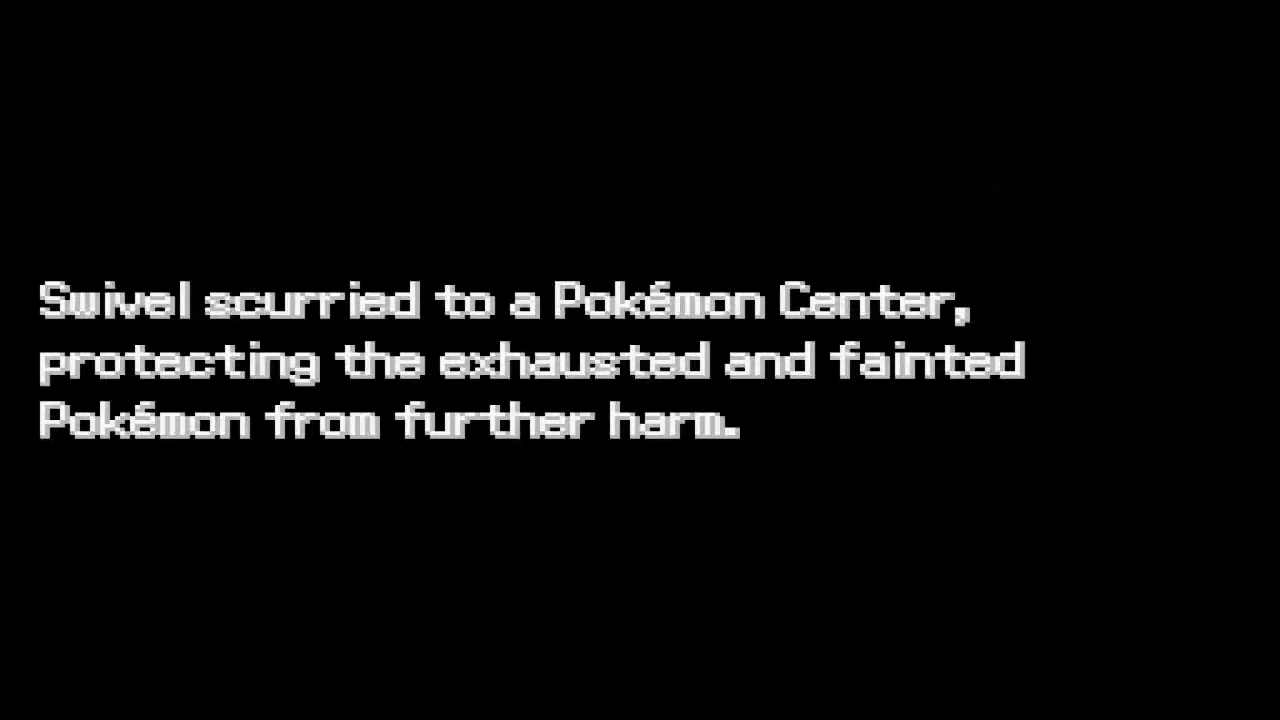 Swivel scurried to a Pokémon Center,
protecting the exhausted and fainted
Pokémon from further harm.